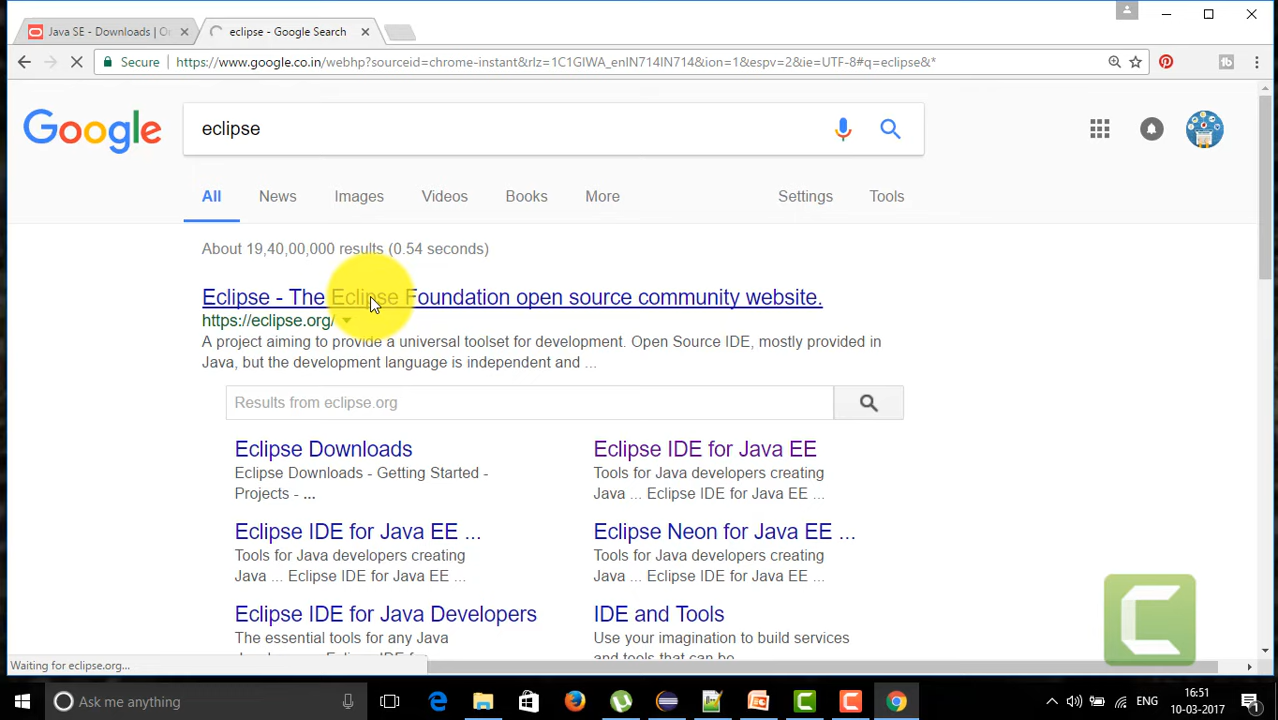 Java SE - Downloads | O
eclipse - Google Search
Secure https://www.google.co.in/webhp?sourceid=chrome-instant&rlz=1C1GIWA_enIN714IN714&ion=1&espv=2&ie=UTF-8#q=eclipse&*
Google
eclipse
All News Images Videos Books More Settings Tools
About 19,40,00,000 results (0.54 seconds)
Eclipse - The Eclipse Foundation open source community website.
https://eclipse.org/
A project aiming to provide a universal toolset for development. Open Source IDE, mostly provided in
Java, but the development language is independent and ...
Results from eclipse.org
Eclipse Downloads
Eclipse Downloads - Getting Started -
Projects - ...
Eclipse IDE for Java EE
Tools for Java developers creating
Java ... Eclipse IDE for Java EE ...
Eclipse IDE for Java EE ...
Tools for Java developers creating
Java ... Eclipse IDE for Java EE ...
Eclipse Neon for Java EE ...
Tools for Java developers creating
Java ... Eclipse IDE for Java EE ...
Eclipse IDE for Java Developers
The essential tools for any Java
IDE and Tools
Use your imagination to build services
and tools that can be
Waiting for eclipse.org...
Ask me anything
ENG
16:51
10-03-2017